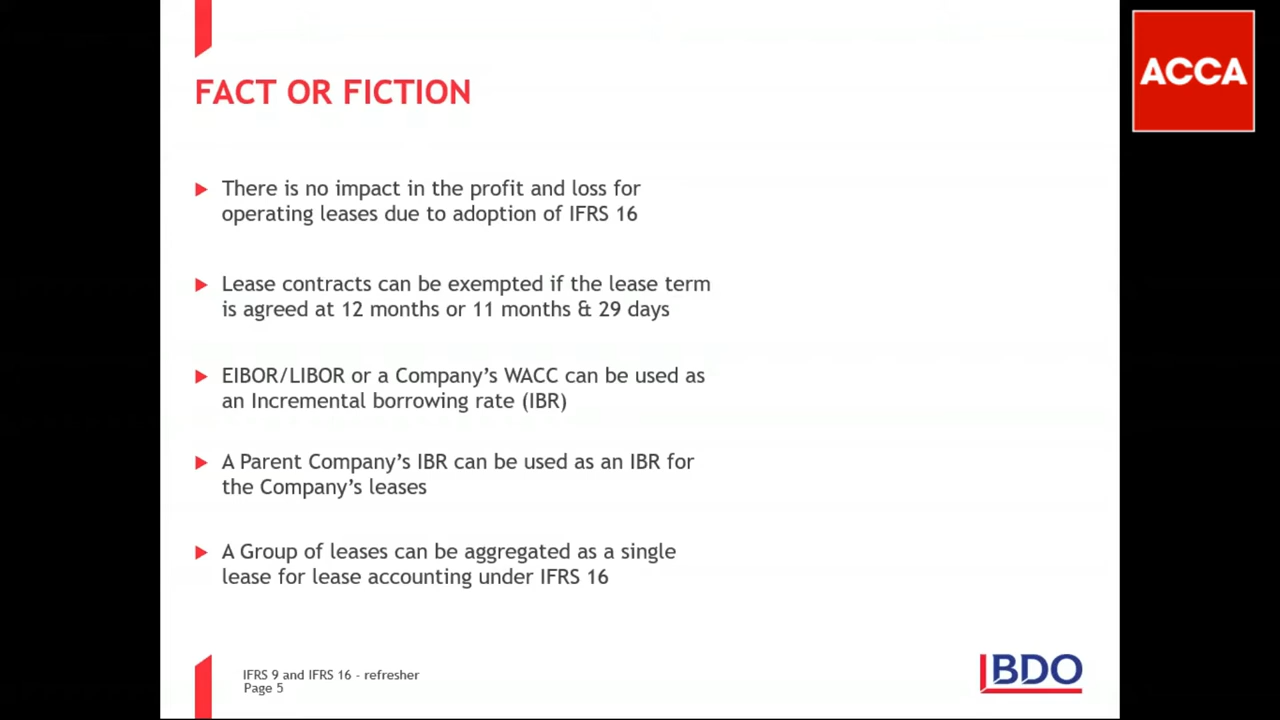 ACCA
FACT OR FICTION
There is no impact in the profit and loss for
operating leases due to adoption of IFRS 16
Lease contracts can be exempted if the lease term
is agreed at 12 months or 11 months & 29 days
EIBOR/LIBOR or a Company’s WACC can be used as
an Incremental borrowing rate (IBR)
A Parent Company’s IBR can be used as an IBR for
the Company’s leases
A Group of leases can be aggregated as a single
lease for lease accounting under IFRS 16
IFRS 9 and IFRS 16 - refresher
Page 5
BDO